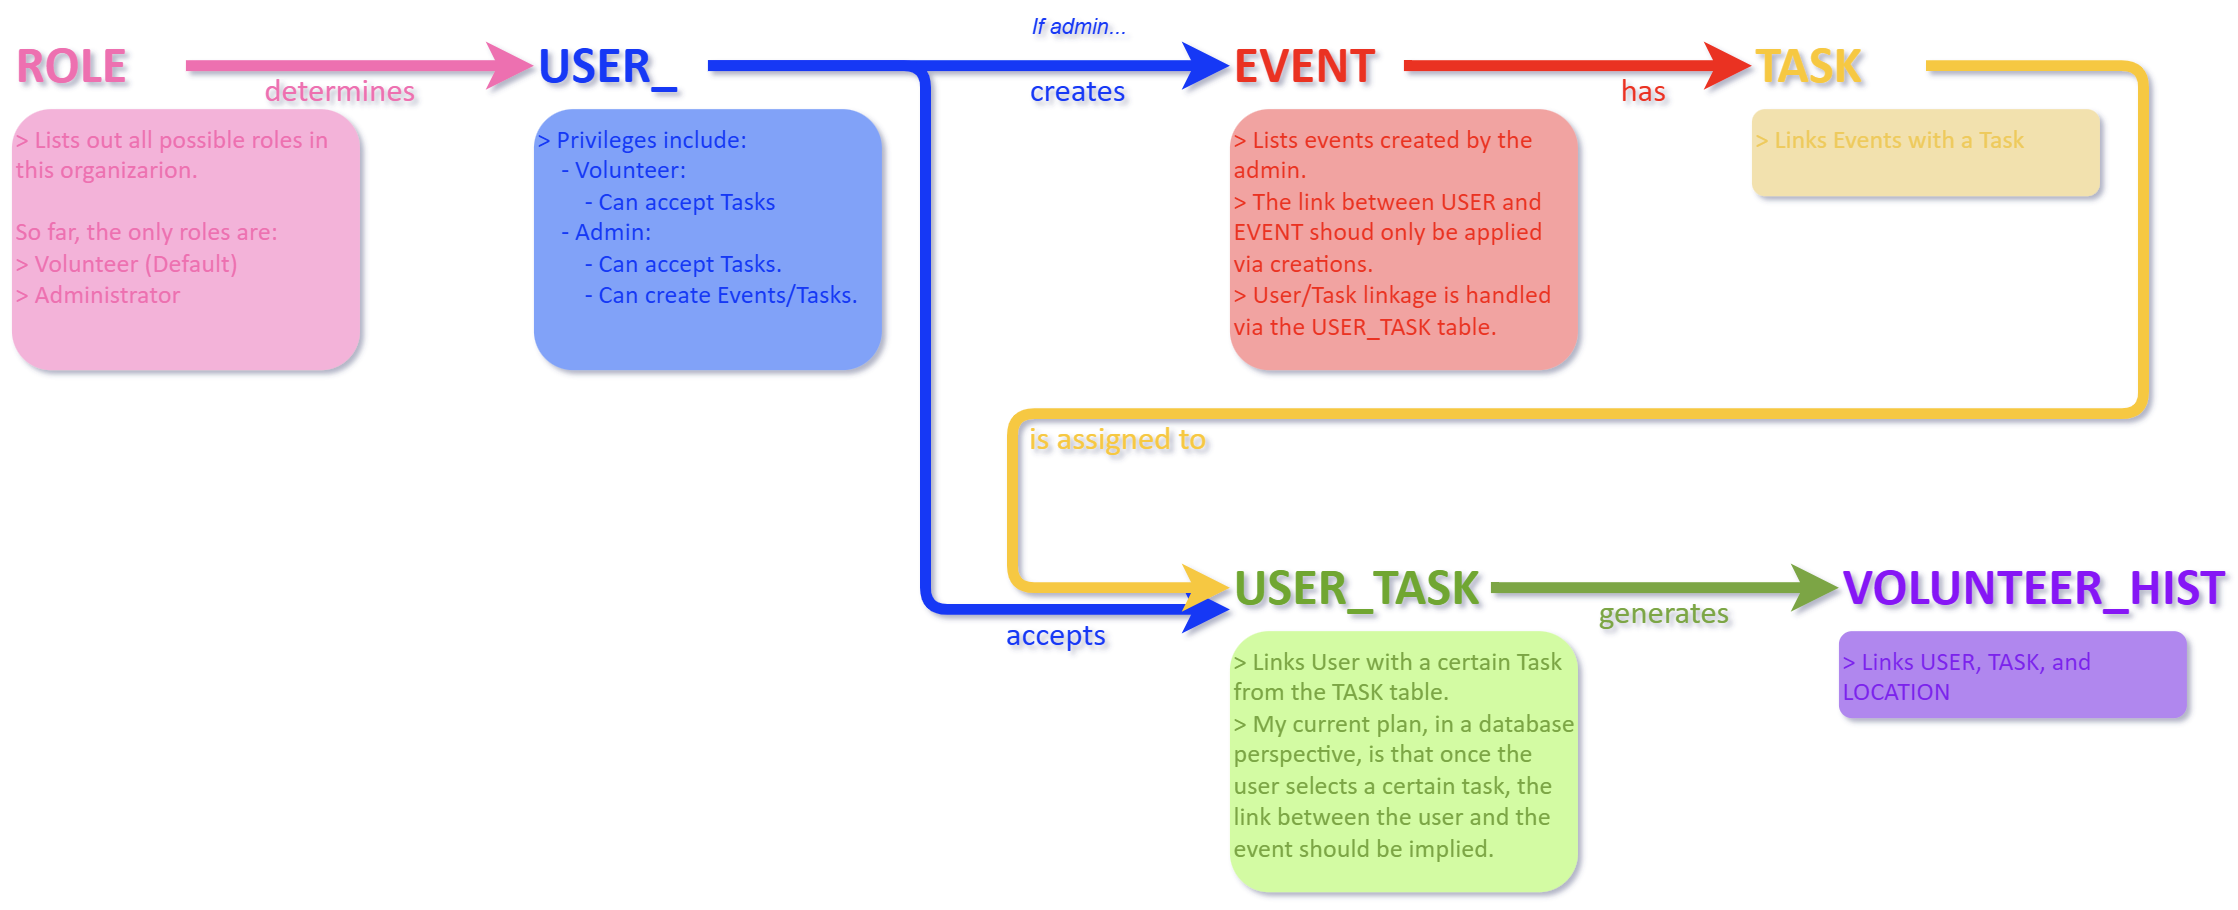 If admin...
ROLE
determines
USER_
creates
EVENT
has
TASK
> Lists out all possible roles in
this organizarion.
So far, the only roles are:
> Volunteer (Default)
> Administrator
> Privileges include:
- Volunteer:
- Can accept Tasks
- Admin:
- Can accept Tasks.
- Can create Events/Tasks.
> Lists events created by the
admin.
> The link between USER and
EVENT shoud only be applied
via creations.
> User/Task linkage is handled
via the USER_TASK table.
> Links Events with a Task
is assigned to
accepts
USER_TASK
generates
VOLUNTEER_HIST
> Links User with a certain Task
from the TASK table.
> My current plan, in a database
perspective, is that once the
user selects a certain task, the
link between the user and the
event should be implied.
> Links USER, TASK, and
LOCATION